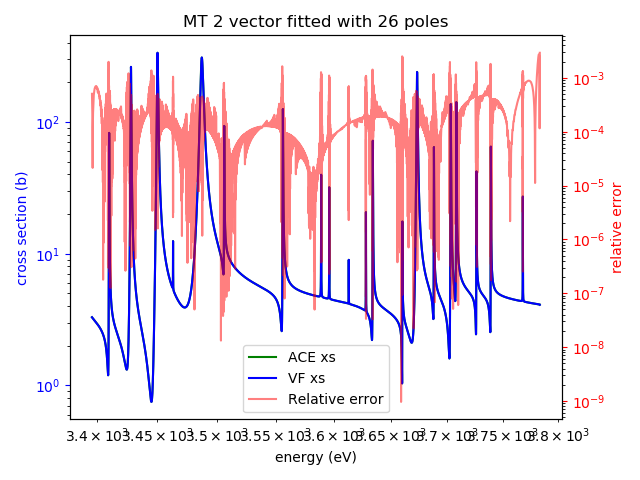 MT 2 vector fitted with 26 poles
cross section (b)
10²
10¹
10⁰
10⁻³
10⁻⁴
10⁻⁵
10⁻⁶
10⁻⁷
10⁻⁸
10⁻⁹
relative error
ACE xs
VF xs
Relative error
3.4 × 10³ 3.45 × 10³ 3.5 × 10³ 3.55 × 10³ 3.6 × 10³ 3.65 × 10³ 3.7 × 10³ 3.75 × 10³ 3.8 × 10³
energy (eV)